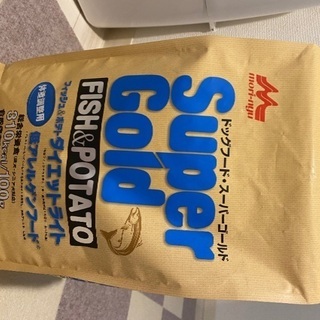 morinyu
ドッグフード・スーパーゴールド
Super
Gold
FISH&POTATO
フィッシュ&ポテト ダイエットライト
体重調整用 低アレルゲンフード
310kcal/100g